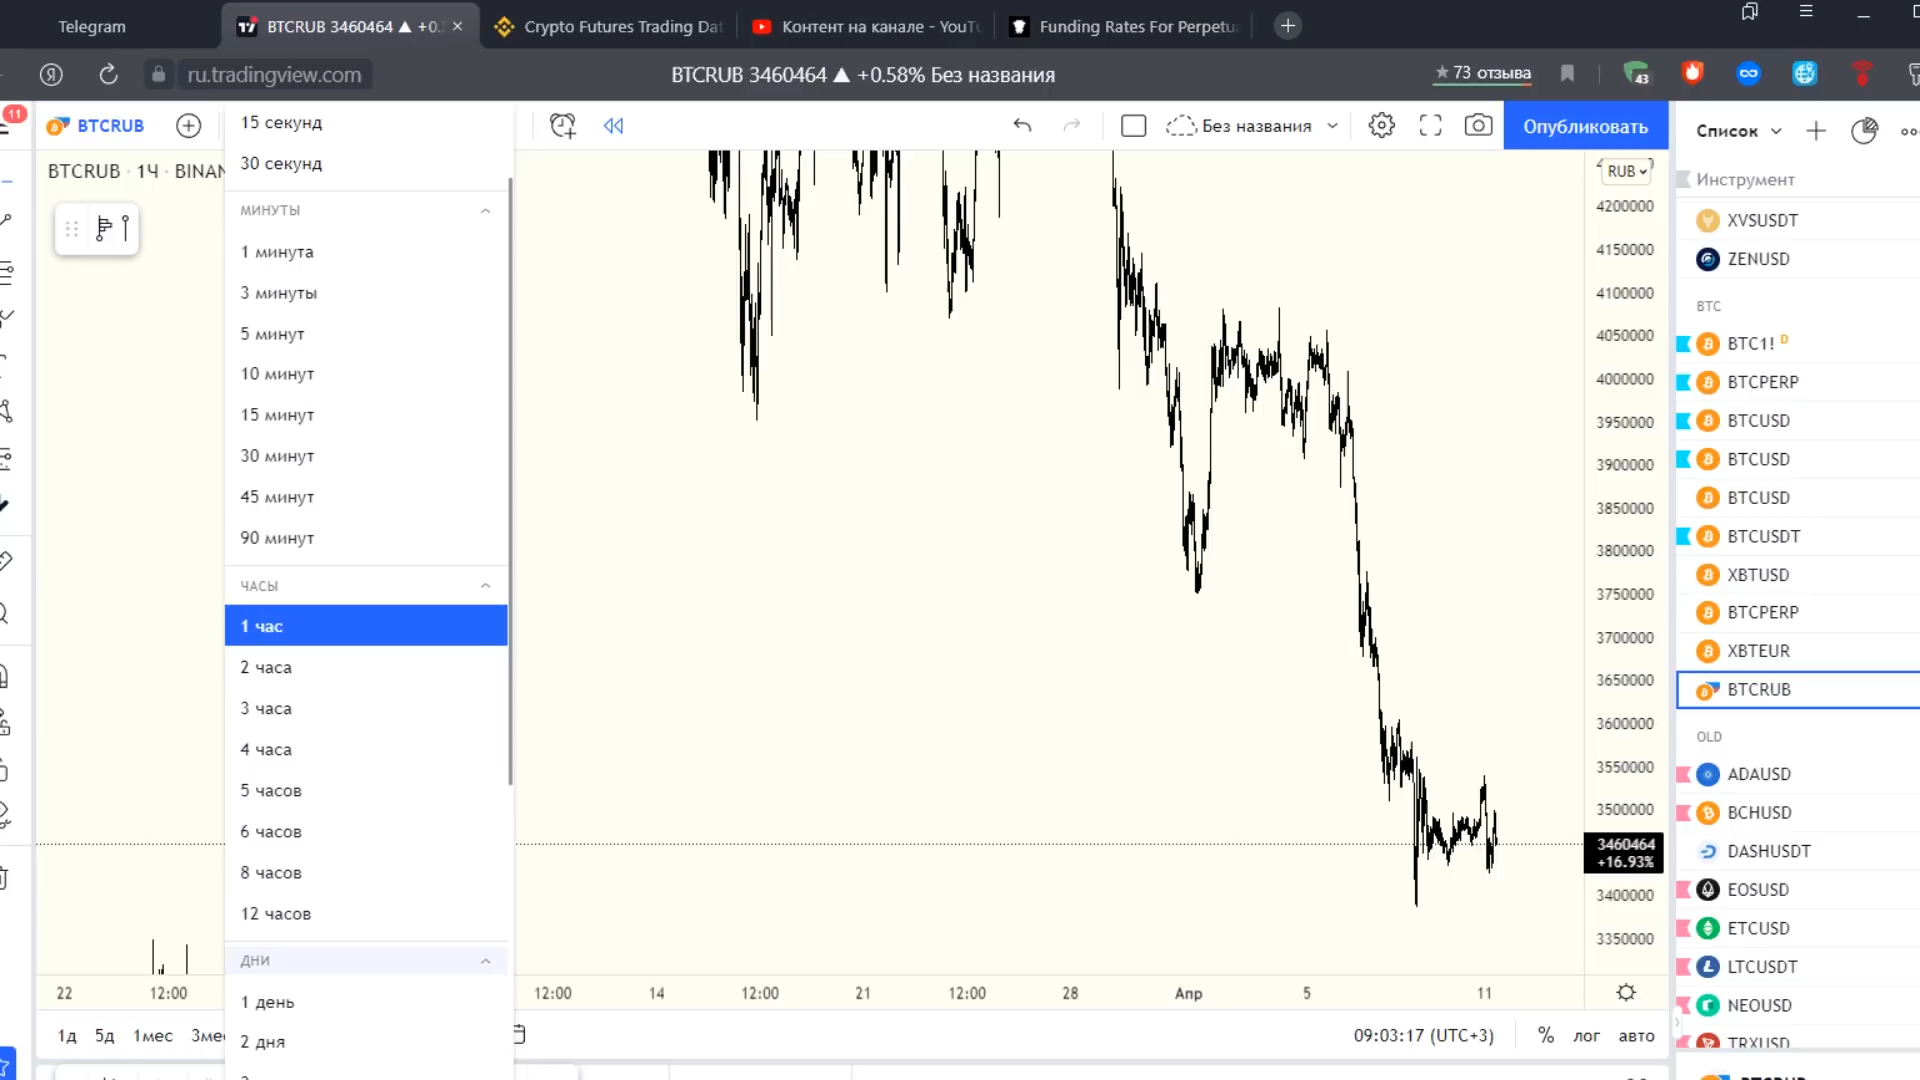 Telegram
BTCRUB 3460464 ▲ +0.
Crypto Futures Trading Dat
Контент на канале - YouTu
Funding Rates For Perpetua
ru.tradingview.com
BTCRUB 3460464 ▲ +0.58% Без названия
★ 73 отзыва
43
11
BTCRUB
Без названия
Опубликовать
Список
BTCRUB · 1Ч · BINAN
15 секунд
30 секунд
МИНУТЫ
1 минута
3 минуты
5 минут
10 минут
15 минут
30 минут
45 минут
90 минут
ЧАСЫ
1 час
2 часа
3 часа
4 часа
5 часов
6 часов
8 часов
12 часов
ДНИ
1 день
2 дня
RUB
4200000
4150000
4100000
4050000
4000000
3950000
3900000
3850000
3800000
3750000
3700000
3650000
3600000
3550000
3500000
3460464
+16.93%
3400000
3350000
22
12:00
12:00
14
12:00
21
12:00
28
Апр
5
11
1д
5д
1мес
3ме
09:03:17 (UTC+3)
%
лог
авто
Инструмент
XVSUSDT
ZENUSD
BTC
BTC1! D
BTCPERP
BTCUSD
BTCUSD
BTCUSD
BTCUSDT
XBTUSD
BTCPERP
XBTEUR
BTCRUB
OLD
ADAUSD
BCHUSD
DASHUSDT
EOSUSD
ETCUSD
LTCUSDT
NEOUSD
TRXUSD
BTCRUB